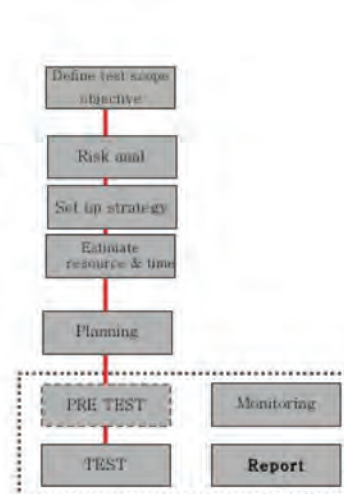 Define test scope
objective
Risk anal
Set up strategy
Estimate
resource & time
Planning
PRE TEST
Monitoring
TEST
Report